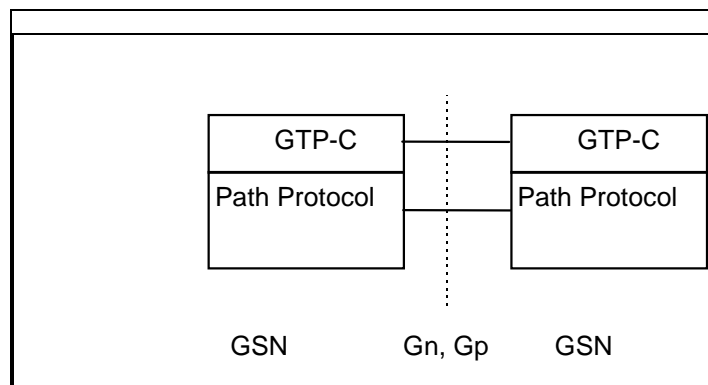 GTP-C GTP-C
Path Protocol Path Protocol
GSN Gn, Gp GSN